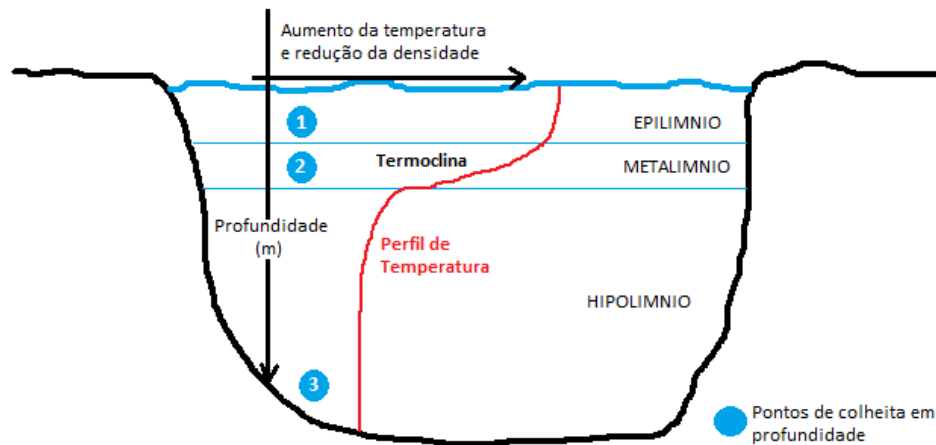 Aumento da temperatura
e redução da densidade
1
EPILIMNIO
2
Termoclina
METALIMNIO
Profundidade
(m)
Perfil de
Temperatura
HIPOLIMNIO
3
Pontos de colheita em
profundidade